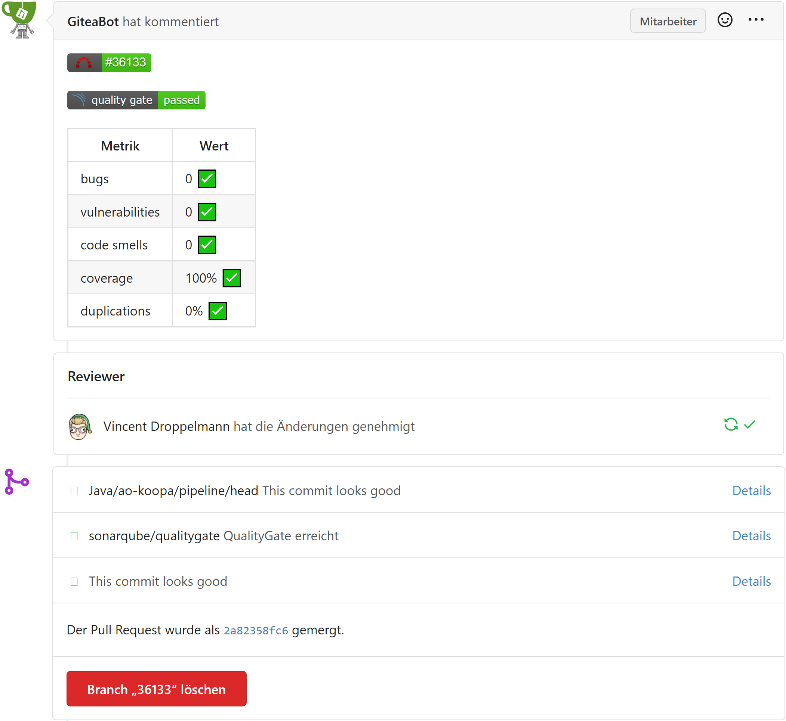 GiteaBot hat kommentiert Mitarbeiter
#36133
quality gate passed
Metrik Wert
bugs 0
vulnerabilities 0
code smells 0
coverage 100%
duplications 0%
Reviewer
Vincent Droppelmann hat die Änderungen genehmigt
Java/ao-koopa/pipeline/head This commit looks good Details
sonarqube/qualitygate QualityGate erreicht Details
This commit looks good Details
Der Pull Request wurde als 2a82358fc6 gemergt.
Branch „36133“ löschen